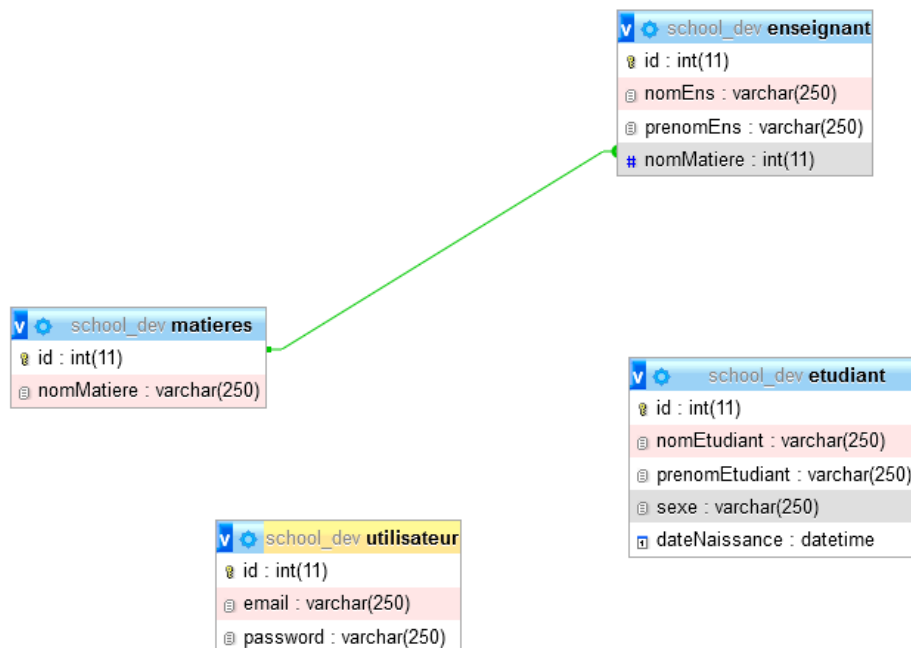 v school_dev enseignant
id : int(11)
nomEns : varchar(250)
prenomEns : varchar(250)
# nomMatiere : int(11)
v school_dev matieres
id : int(11)
nomMatiere : varchar(250)
v school_dev etudiant
id : int(11)
nomEtudiant : varchar(250)
prenomEtudiant : varchar(250)
sexe : varchar(250)
dateNaissance : datetime
v school_dev utilisateur
id : int(11)
email : varchar(250)
password : varchar(250)